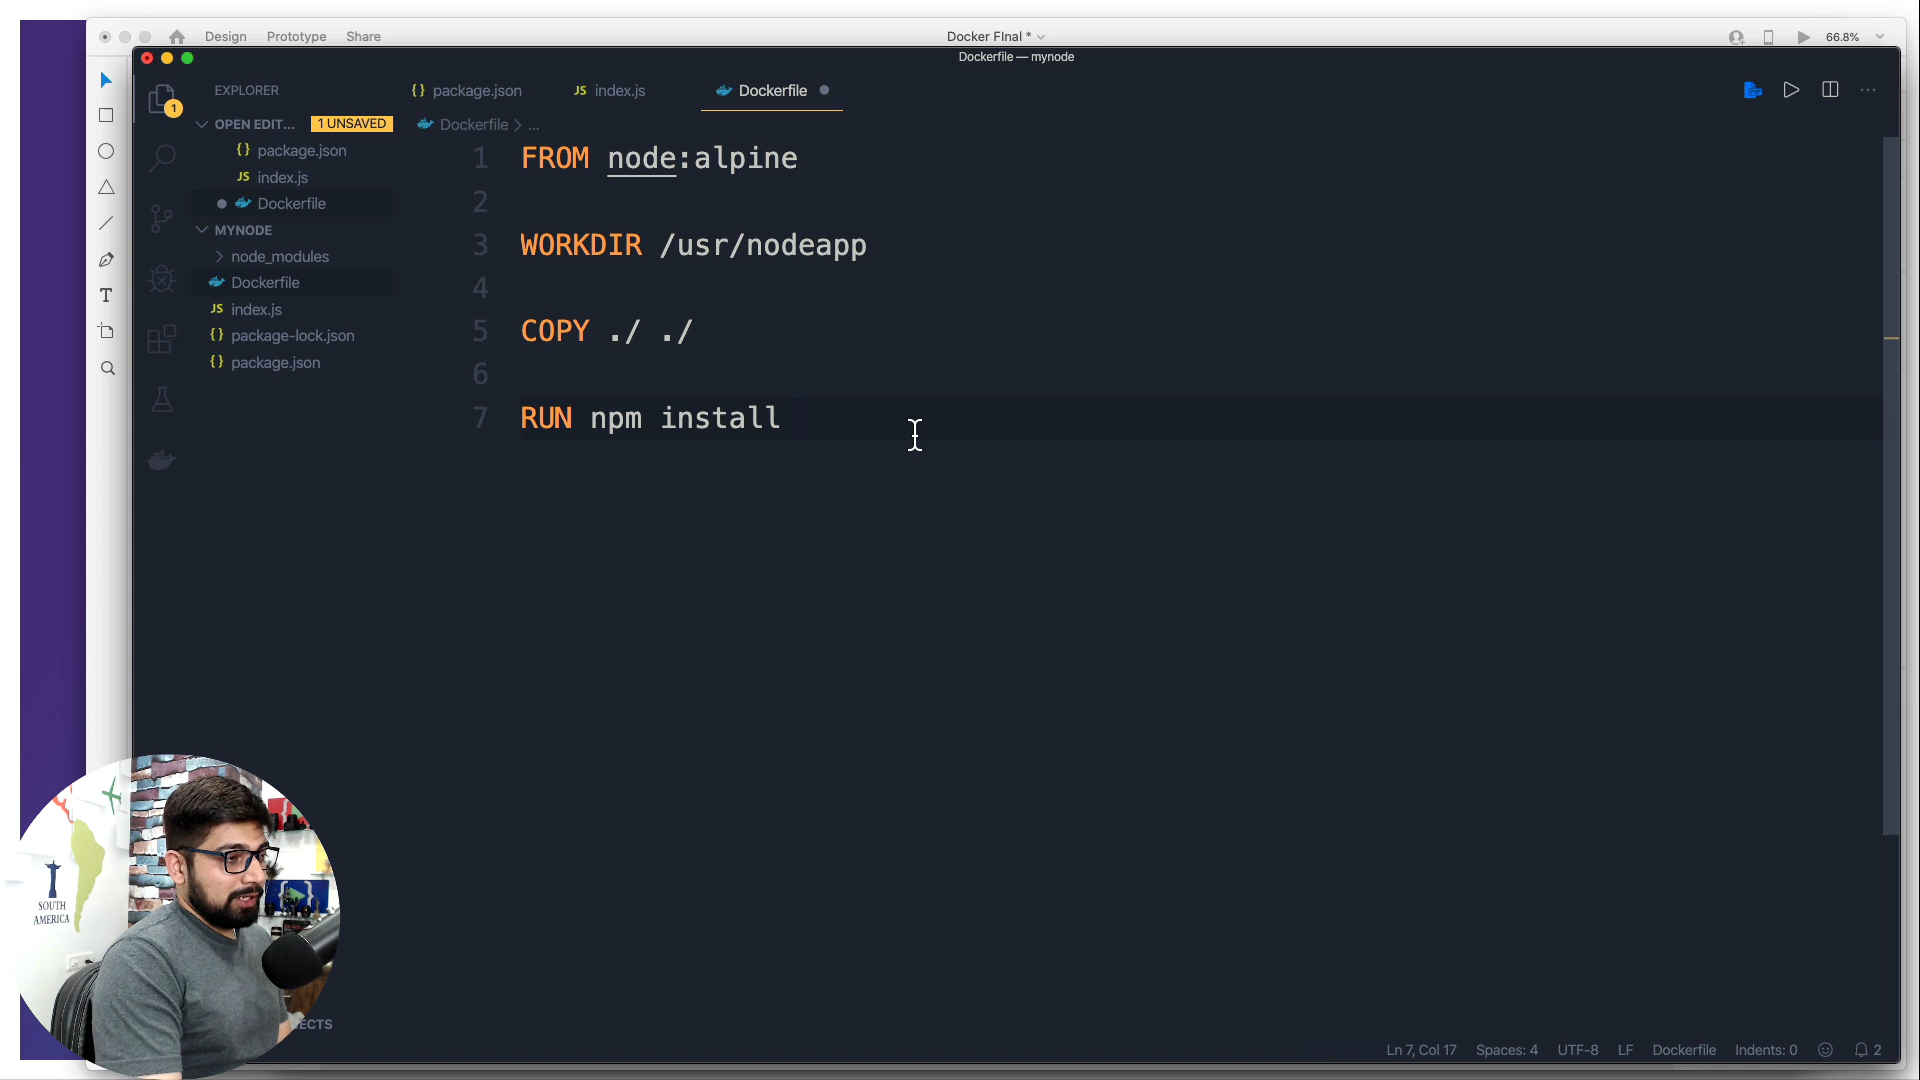 Design
Prototype
Share
Docker FInal *
66.8%
Dockerfile — mynode
EXPLORER
1
OPEN EDIT...
1 UNSAVED
{} package.json
JS index.js
Dockerfile
MYNODE
node_modules
Dockerfile
JS index.js
{} package-lock.json
{} package.json
{} package.json
JS index.js
Dockerfile
Dockerfile > ...
1 FROM node:alpine
2
3 WORKDIR /usr/nodeapp
4
5 COPY ./ ./
6
7 RUN npm install
SOUTH
AMERICA
ECTS
Ln 7, Col 17
Spaces: 4
UTF-8
LF
Dockerfile
Indents: 0
2